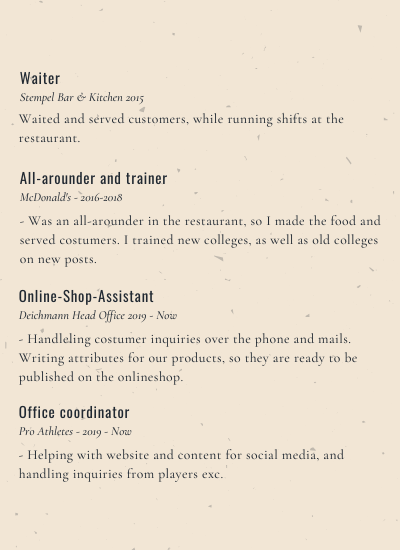 Waiter
Stempel Bar & Kitchen 2015
Waited and served customers, while running shifts at the
restaurant.
All-arounder and trainer
McDonald's - 2016-2018
- Was an all-arounder in the restaurant, so I made the food and
served costumers. I trained new colleges, as well as old colleges
on new posts.
Online-Shop-Assistant
Deichmann Head Office 2019 - Now
- Handleling costumer inquiries over the phone and mails.
Writing attributes for our products, so they are ready to be
published on the onlineshop.
Office coordinator
Pro Athletes - 2019 - Now
- Helping with website and content for social media, and
handling inquiries from players exc.